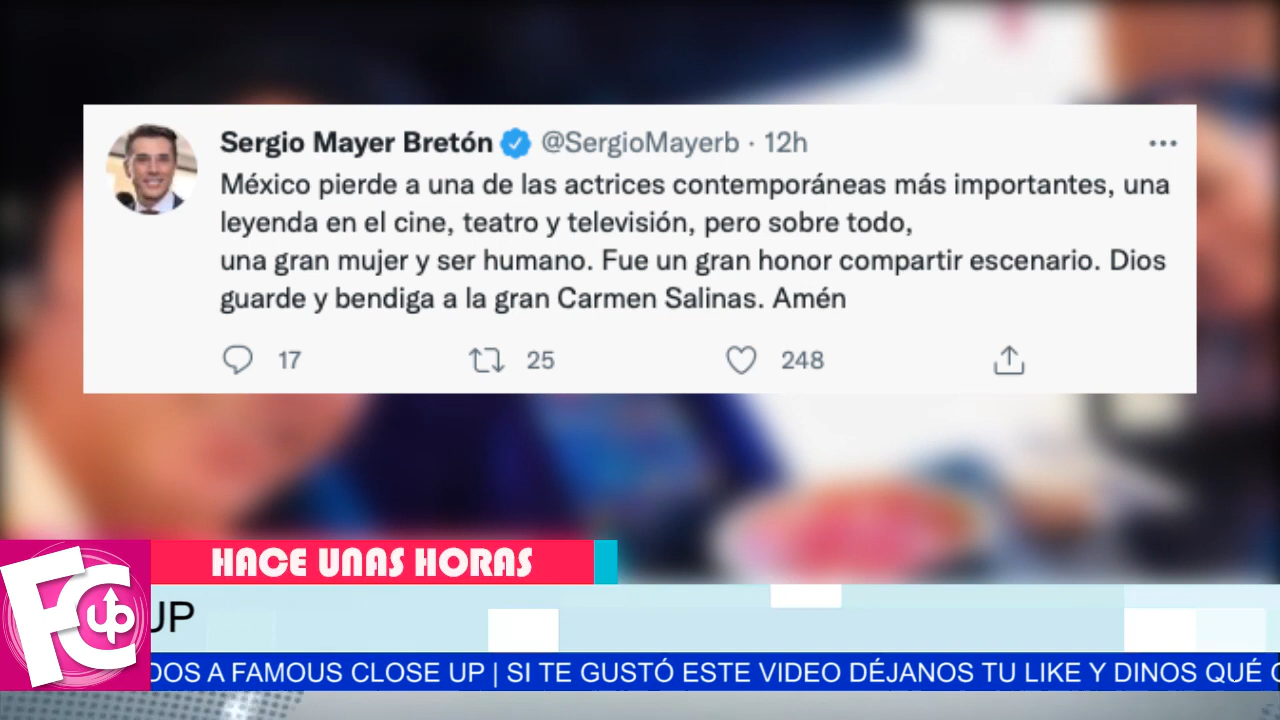 Sergio Mayer Bretón @SergioMayerb · 12h
México pierde a una de las actrices contemporáneas más importantes, una
leyenda en el cine, teatro y televisión, pero sobre todo,
una gran mujer y ser humano. Fue un gran honor compartir escenario. Dios
guarde y bendiga a la gran Carmen Salinas. Amén
17 25 248
HACE UNAS HORAS
FC up
UP
DOS A FAMOUS CLOSE UP | SI TE GUSTÓ ESTE VIDEO DÉJANOS TU LIKE Y DINOS QUÉ